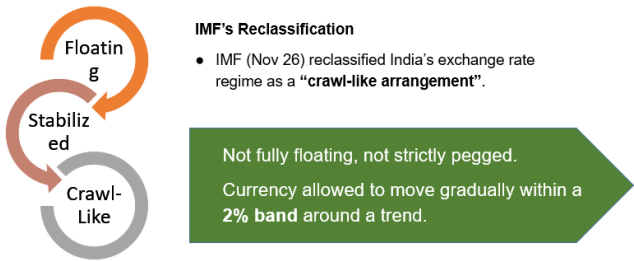 Floatin
g
Stabiliz
ed
Crawl-
Like
IMF’s Reclassification
● IMF (Nov 26) reclassified India’s exchange rate
regime as a “crawl-like arrangement”.
Not fully floating, not strictly pegged.
Currency allowed to move gradually within a
2% band around a trend.